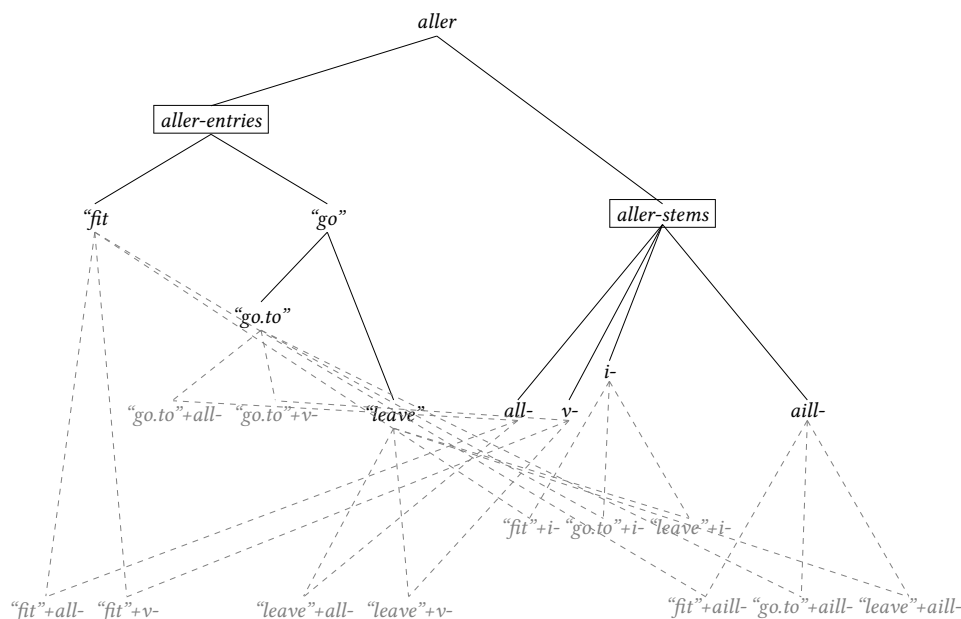 aller
aller-entries
“fit
“go”
aller-stems
“go.to”
i-
“go.to”+all-
“go.to”+v-
“leave”
all-
v-
aill-
“fit”+i-
“go.to”+i-
“leave”+i-
“fit”+all-
“fit”+v-
“leave”+all-
“leave”+v-
“fit”+aill-
“go.to”+aill-
“leave”+aill-